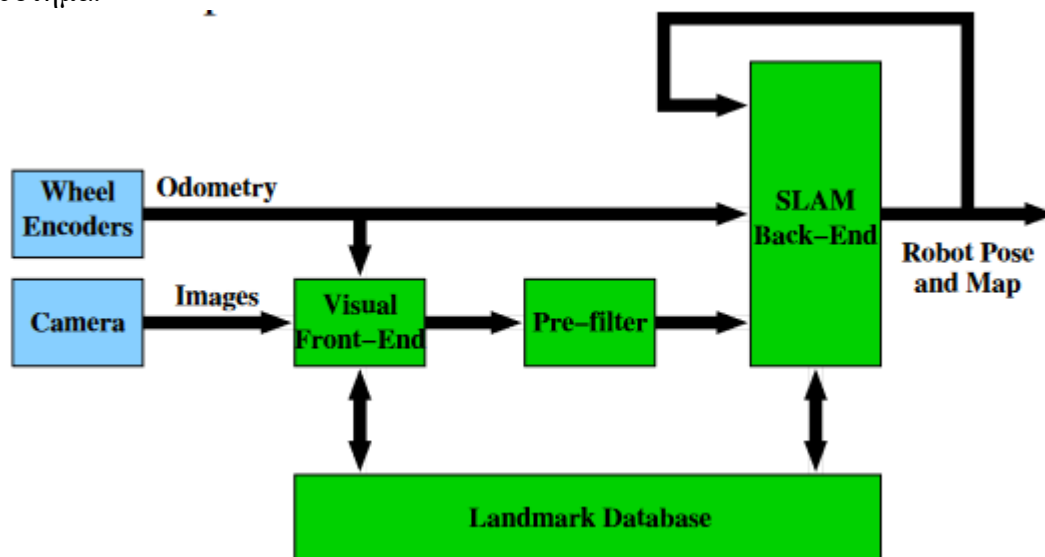 Wheel
Encoders
Odometry
SLAM
Back-End
Robot Pose
and Map
Camera
Images
Visual
Front-End
Pre-filter
Landmark Database